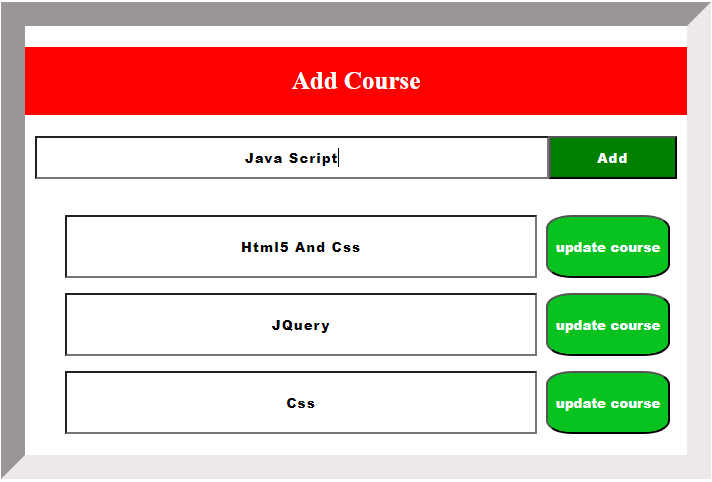 Add Course
Java Script
Add
Html5 And Css
update course
JQuery
update course
Css
update course